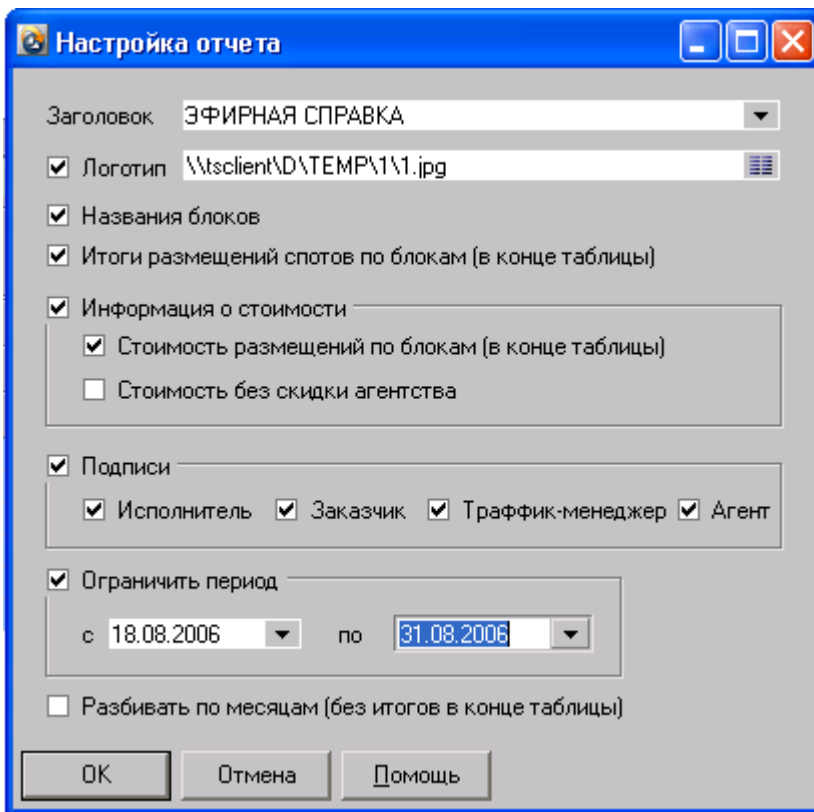 Настройка отчета
Заголовок ЭФИРНАЯ СПРАВКА
Логотип \\tsclient\D\TEMP\1\1.jpg
Названия блоков
Итоги размещений спотов по блокам (в конце таблицы)
Информация о стоимости
Стоимость размещений по блокам (в конце таблицы)
Стоимость без скидки агентства
Подписи
Исполнитель Заказчик Траффик-менеджер Агент
Ограничить период
с 18.08.2006 по 31.08.2006
Разбивать по месяцам (без итогов в конце таблицы)
OK Отмена Помощь